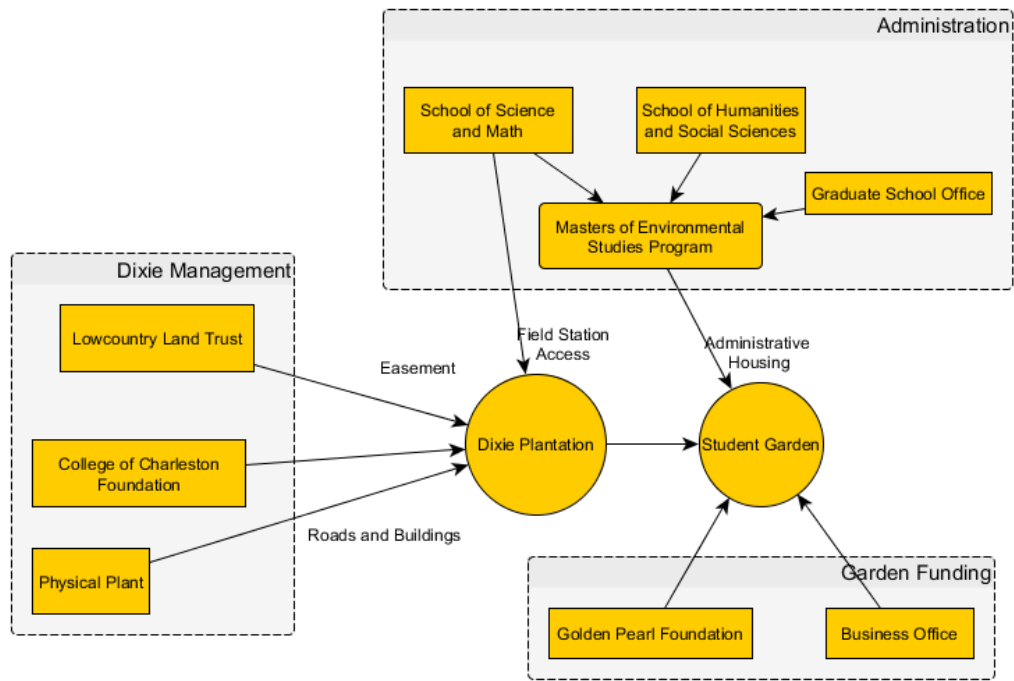 Administration
School of Science
and Math
School of Humanities
and Social Sciences
Graduate School Office
Masters of Environmental
Studies Program
Dixie Management
Lowcountry Land Trust
Easement
Field Station
Access
Administrative
Housing
College of Charleston
Foundation
Dixie Plantation
Student Garden
Roads and Buildings
Physical Plant
Garden Funding
Golden Pearl Foundation
Business Office